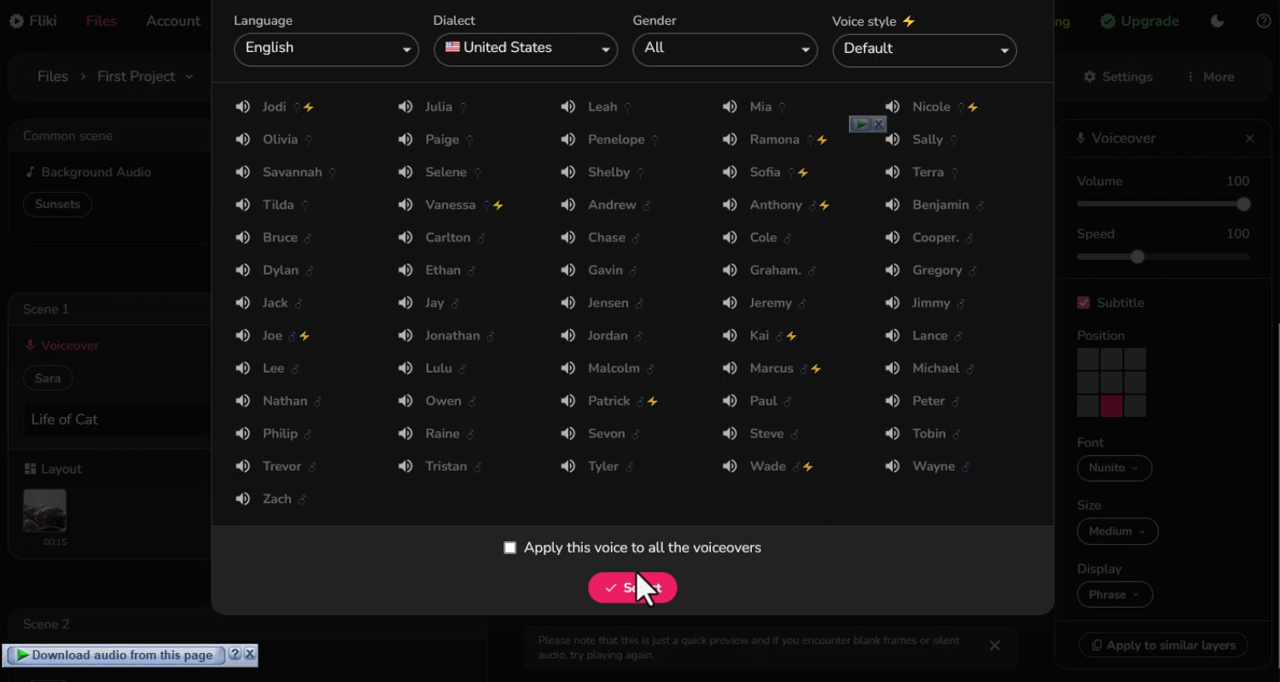 Fliki Files Account ng Upgrade
Files First Project Settings More
Language Dialect Gender Voice style
English United States All Default
Jodi Julia Leah Mia Nicole
Olivia Paige Penelope Ramona Sally
Savannah Selene Shelby Sofia Terra
Tilda Vanessa Andrew Anthony Benjamin
Bruce Carlton Chase Cole Cooper.
Dylan Ethan Gavin Graham. Gregory
Jack Jay Jensen Jeremy Jimmy
Joe Jonathan Jordan Kai Lance
Lee Lulu Malcolm Marcus Michael
Nathan Owen Patrick Paul Peter
Philip Raine Sevon Steve Tobin
Trevor Tristan Tyler Wade Wayne
Zach
Apply this voice to all the voiceovers
Common scene
Background Audio
Sunsets
Scene 1
Voiceover
Sara
Life of Cat
Layout
00:15
Scene 2
Download audio from this page ? X
Please note that this is just a quick preview and if you encounter blank frames or silent
audio, try playing again.
Voiceover
Volume 100
Speed 100
Subtitle
Position
Font
Nunito
Size
Medium
Display
Phrase
Apply to similar layers